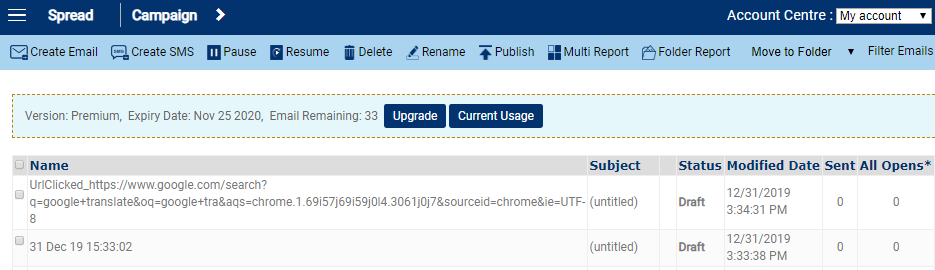 Spread Campaign Account Centre : My account
Create Email SMS Create SMS Pause Resume Delete Rename Publish Multi Report Folder Report Move to Folder Filter Emails
Version: Premium, Expiry Date: Nov 25 2020, Email Remaining: 33 Upgrade Current Usage
Name Subject Status Modified Date Sent All Opens*
UrlClicked_https://www.google.com/search?
q=google+translate&oq=google+tra&aqs=chrome.1.69i57j69i59j0l4.3061j0j7&sourceid=chrome&ie=UTF-
8
(untitled) Draft 12/31/2019
3:34:31 PM
0 0
31 Dec 19 15:33:02 (untitled) Draft 12/31/2019
3:33:38 PM
0 0